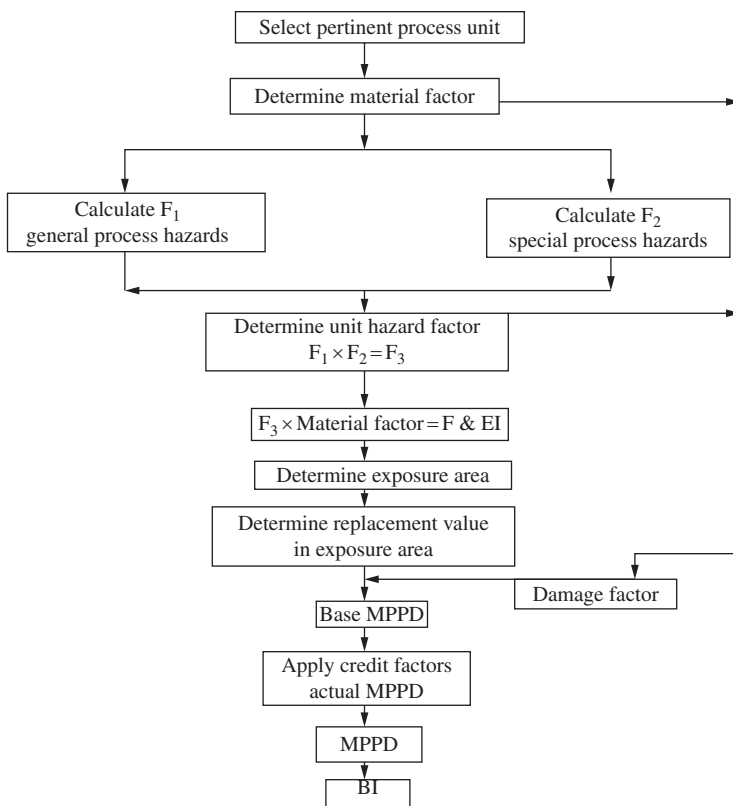 Select pertinent process unit
Determine material factor
Calculate F₁
general process hazards
Calculate F₂
special process hazards
Determine unit hazard factor
F₁ × F₂ = F₃
F₃ × Material factor = F & EI
Determine exposure area
Determine replacement value
in exposure area
Damage factor
Base MPPD
Apply credit factors
actual MPPD
MPPD
BI